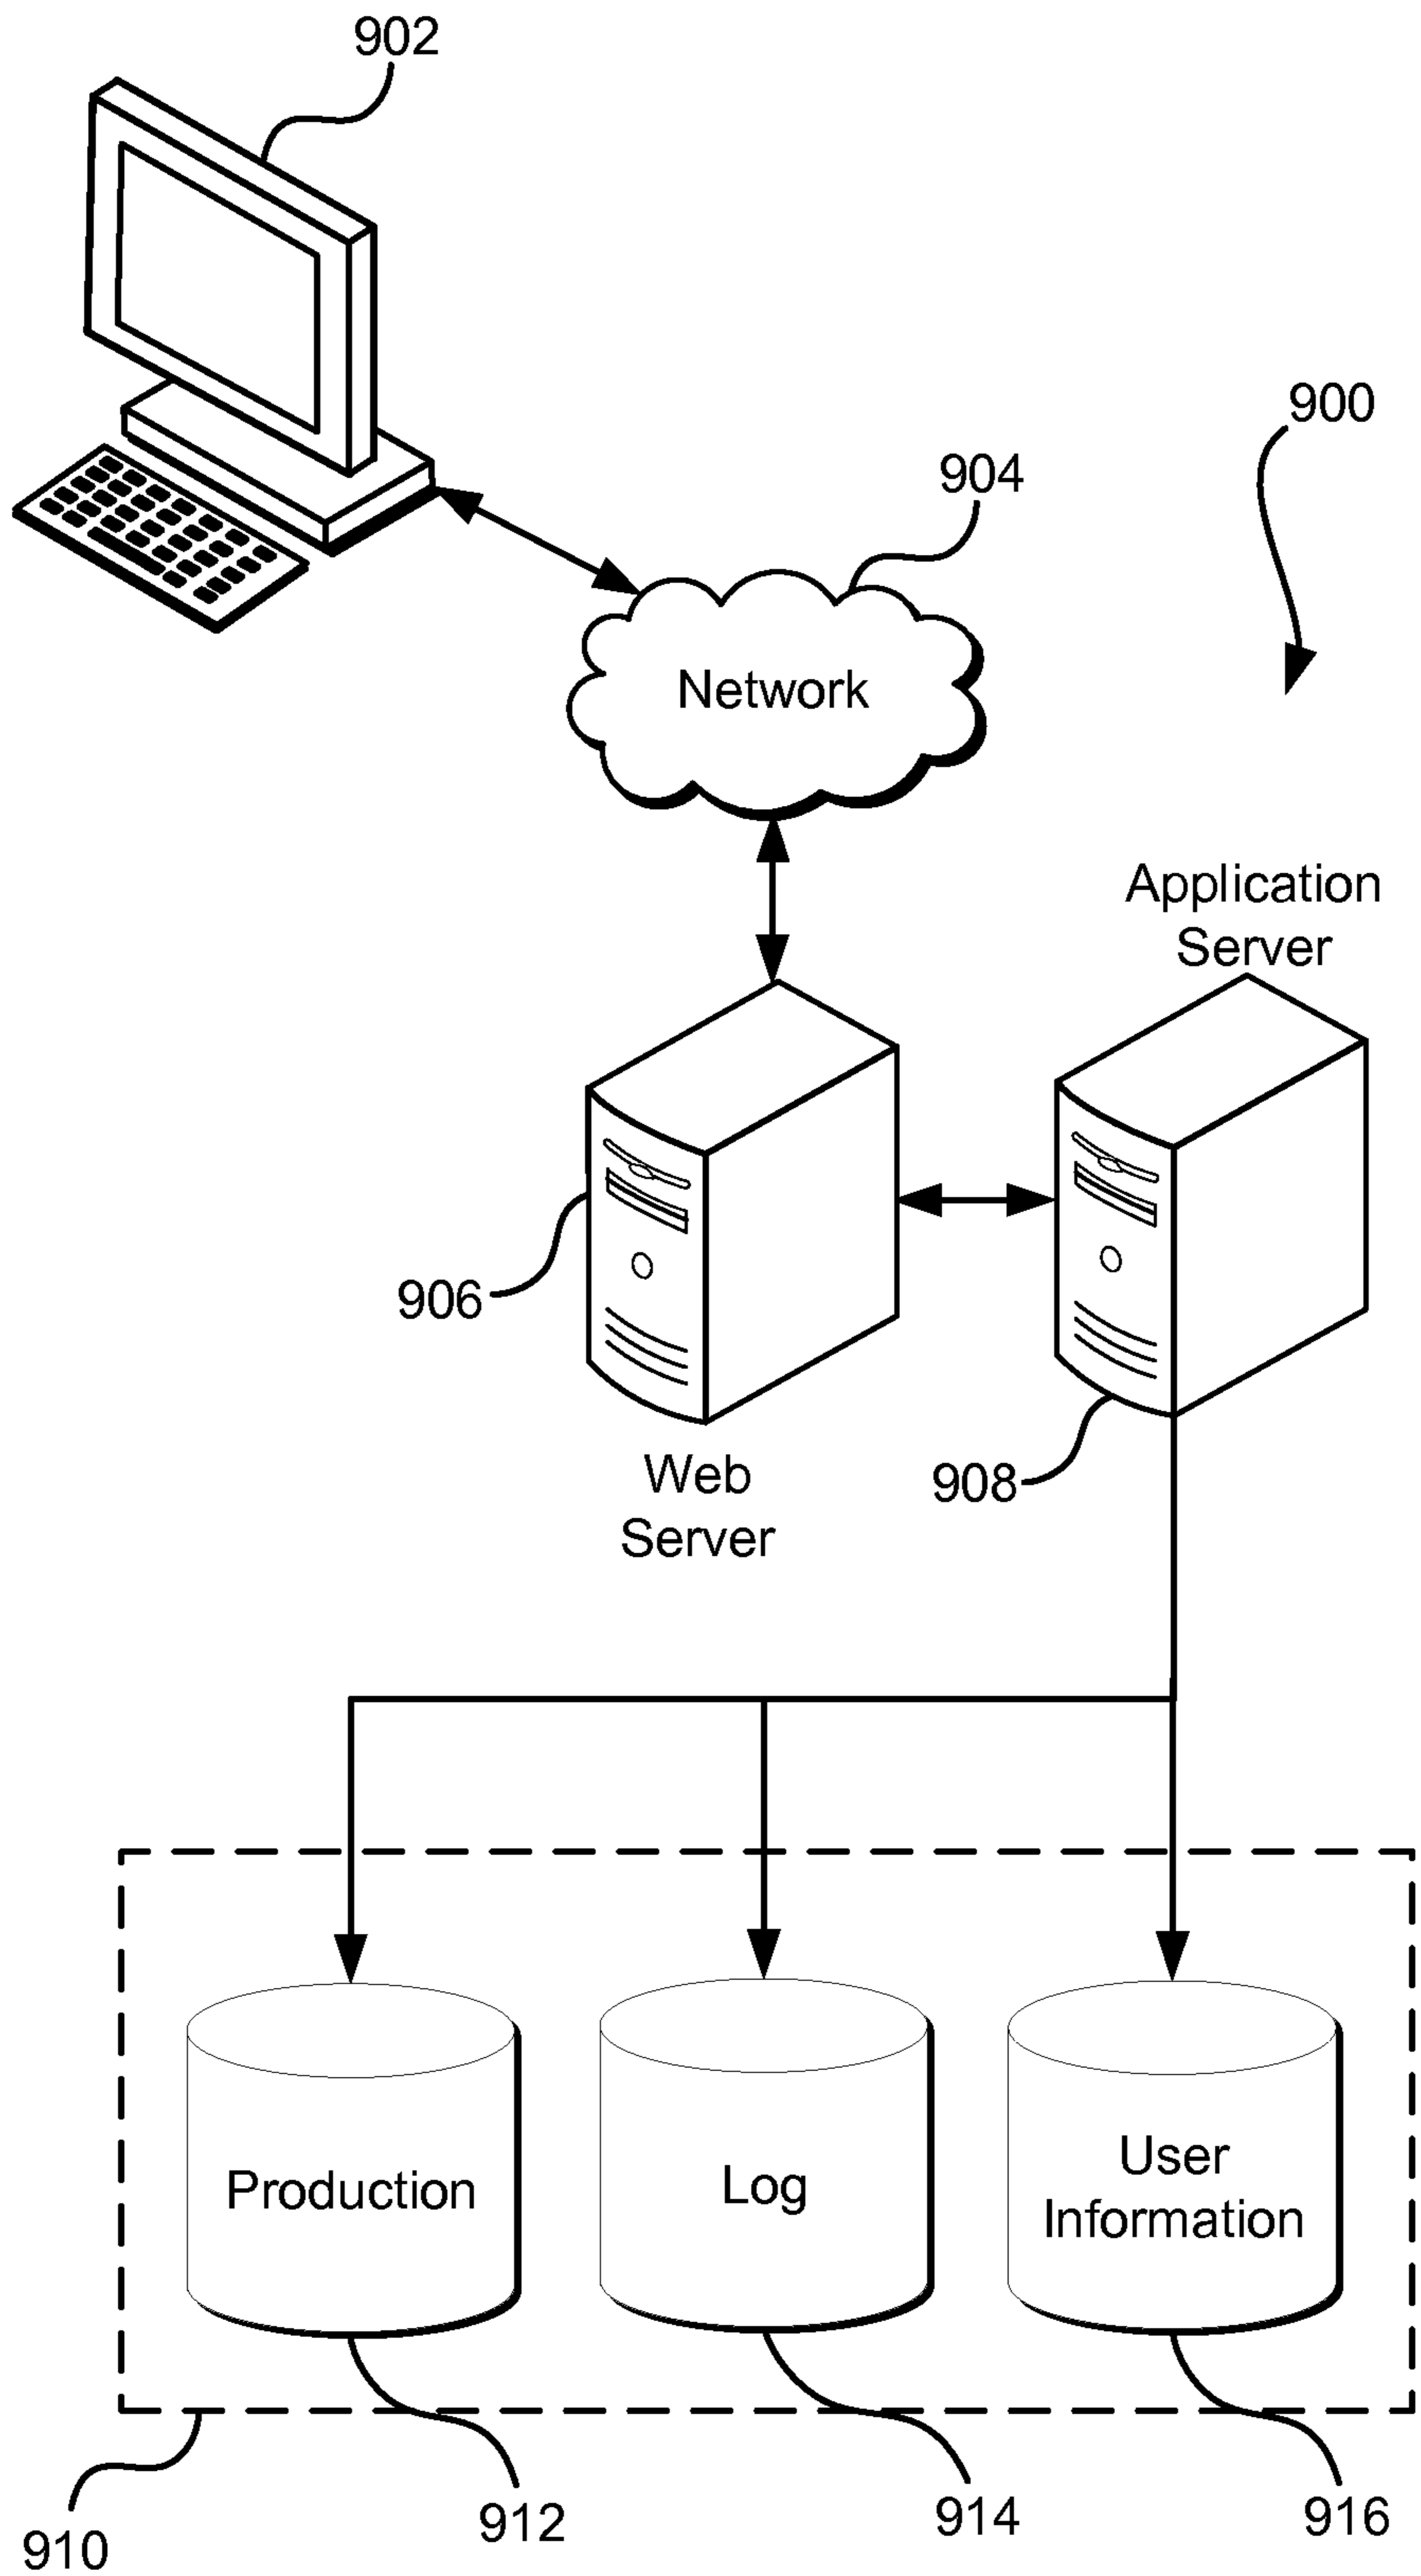 902
900
904
Network
Application
Server
906
Web
Server
908
Production
Log
User
Information
910
912
914
916